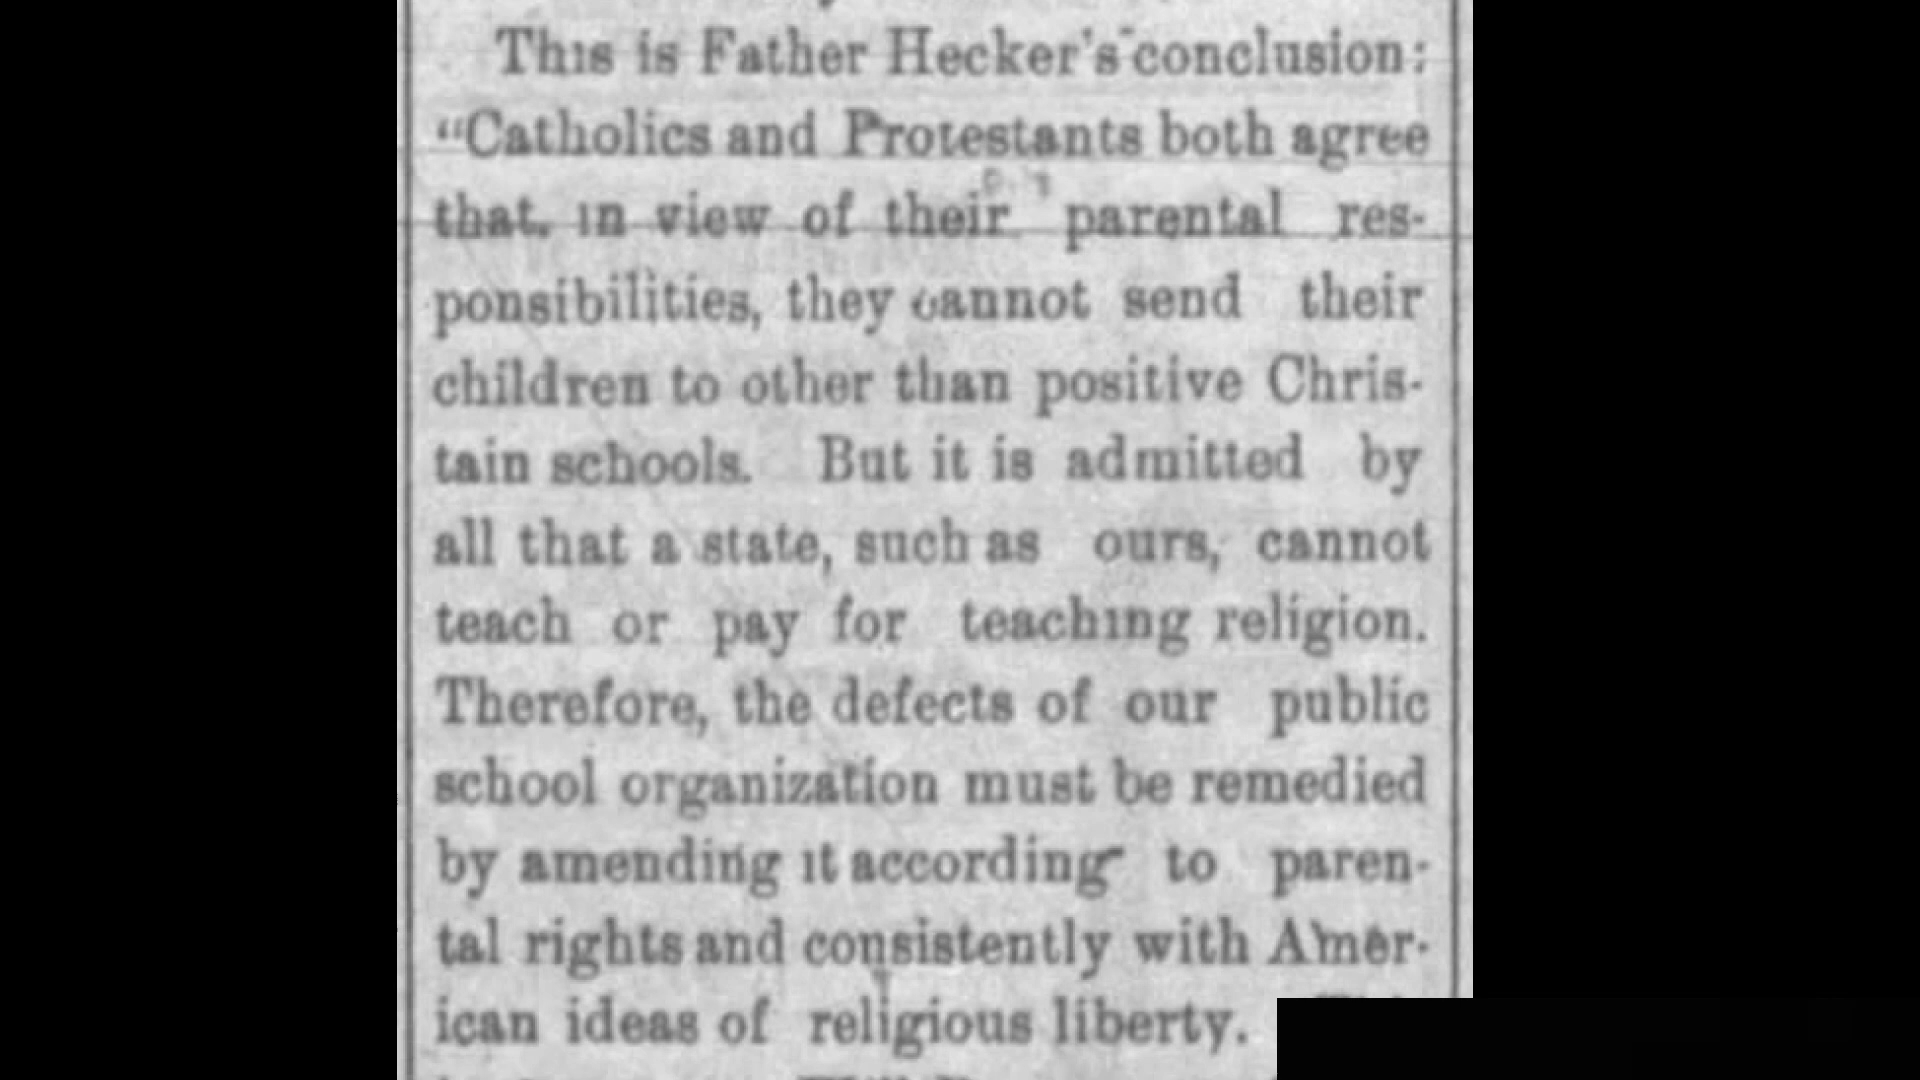 This is Father Hecker's conclusion:
"Catholics and Protestants both agree
that, in view of their parental res-
ponsibilities, they cannot send their
children to other than positive Chris-
tain schools. But it is admitted by
all that a state, such as ours, cannot
teach or pay for teaching religion.
Therefore, the defects of our public
school organization must be remedied
by amending it according to paren-
tal rights and consistently with Amer-
ican ideas of religious liberty.